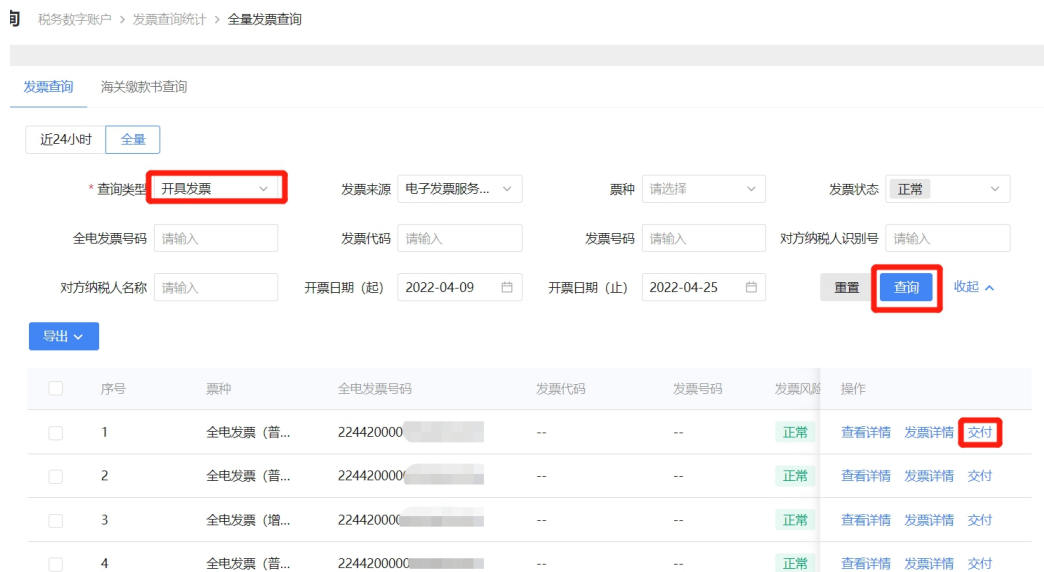 税务数字账户 > 发票查询统计 > 全量发票查询
发票查询 海关缴款书查询
近24小时 全量
* 查询类型 开具发票 发票来源 电子发票服务... 票种 请选择 发票状态 正常
全电发票号码 请输入 发票代码 请输入 发票号码 请输入 对方纳税人识别号 请输入
对方纳税人名称 请输入 开票日期（起） 2022-04-09 开票日期（止） 2022-04-25 重置 查询 收起
导出
序号 票种 全电发票号码 发票代码 发票号码 发票风险 操作
1 全电发票（普... 224420000 -- -- 正常 查看详情 发票详情 交付
2 全电发票（普... 224420000 -- -- 正常 查看详情 发票详情 交付
3 全电发票（增... 224420000 -- -- 正常 查看详情 发票详情 交付
4 全电发票（普... 2244200000 -- -- 正常 查看详情 发票详情 交付